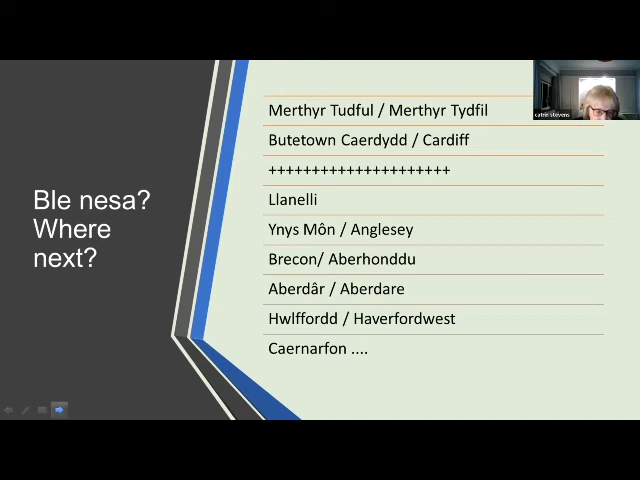 Ble nesa?
Where
next?
Merthyr Tudful / Merthyr Tydfil
Butetown Caerdydd / Cardiff
+++++++++++++++++++++
Llanelli
Ynys Môn / Anglesey
Brecon/ Aberhonddu
Aberdâr / Aberdare
Hwlffordd / Haverfordwest
Caernarfon ....
catrin stevens